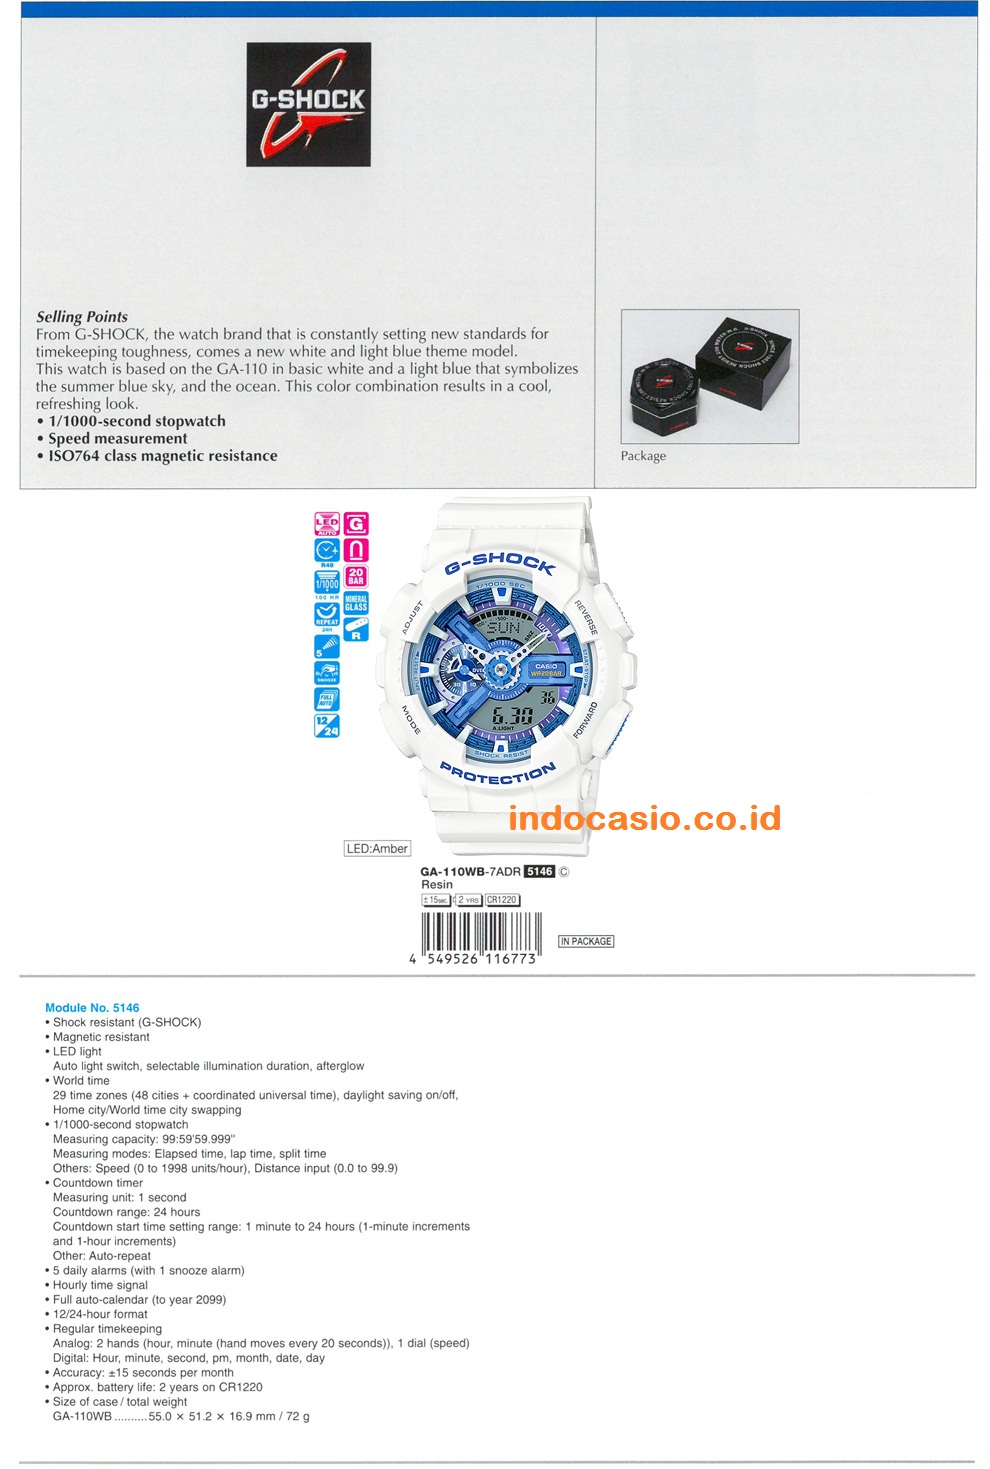 G-SHOCK
Selling Points
From G-SHOCK, the watch brand that is constantly setting new standards for
timekeeping toughness, comes a new white and light blue theme model.
This watch is based on the GA-110 in basic white and a light blue that symbolizes
the summer blue sky, and the ocean. This color combination results in a cool,
refreshing look.
• 1/1000-second stopwatch
• Speed measurement
• ISO764 class magnetic resistance
Package
LED
AUTO
G
R48
20
BAR
1/1000
100 HR
MINERAL
GLASS
REPEAT
24H
R
5
SNOOZE
FULL
AUTO
12/24
G-SHOCK
1/1000 SEC
ADJUST
REVERSE
SUN
CASIO
WR20BAR
36
6.30
A.LIGHT
MODE
FORWARD
SHOCK RESIST
PROTECTION
indocasio.co.id
LED:Amber
GA-110WB-7ADR 5146 ©
Resin
±15sec. 2 YRS CR1220
4 549526 116773
IN PACKAGE
Module No. 5146
• Shock resistant (G-SHOCK)
• Magnetic resistant
• LED light
Auto light switch, selectable illumination duration, afterglow
• World time
29 time zones (48 cities + coordinated universal time), daylight saving on/off,
Home city/World time city swapping
• 1/1000-second stopwatch
Measuring capacity: 99:59'59.999"
Measuring modes: Elapsed time, lap time, split time
Others: Speed (0 to 1998 units/hour), Distance input (0.0 to 99.9)
• Countdown timer
Measuring unit: 1 second
Countdown range: 24 hours
Countdown start time setting range: 1 minute to 24 hours (1-minute increments
and 1-hour increments)
Other: Auto-repeat
• 5 daily alarms (with 1 snooze alarm)
• Hourly time signal
• Full auto-calendar (to year 2099)
• 12/24-hour format
• Regular timekeeping
Analog: 2 hands (hour, minute (hand moves every 20 seconds)), 1 dial (speed)
Digital: Hour, minute, second, pm, month, date, day
• Accuracy: ±15 seconds per month
• Approx. battery life: 2 years on CR1220
• Size of case / total weight
GA-110WB ..........55.0 × 51.2 × 16.9 mm / 72 g